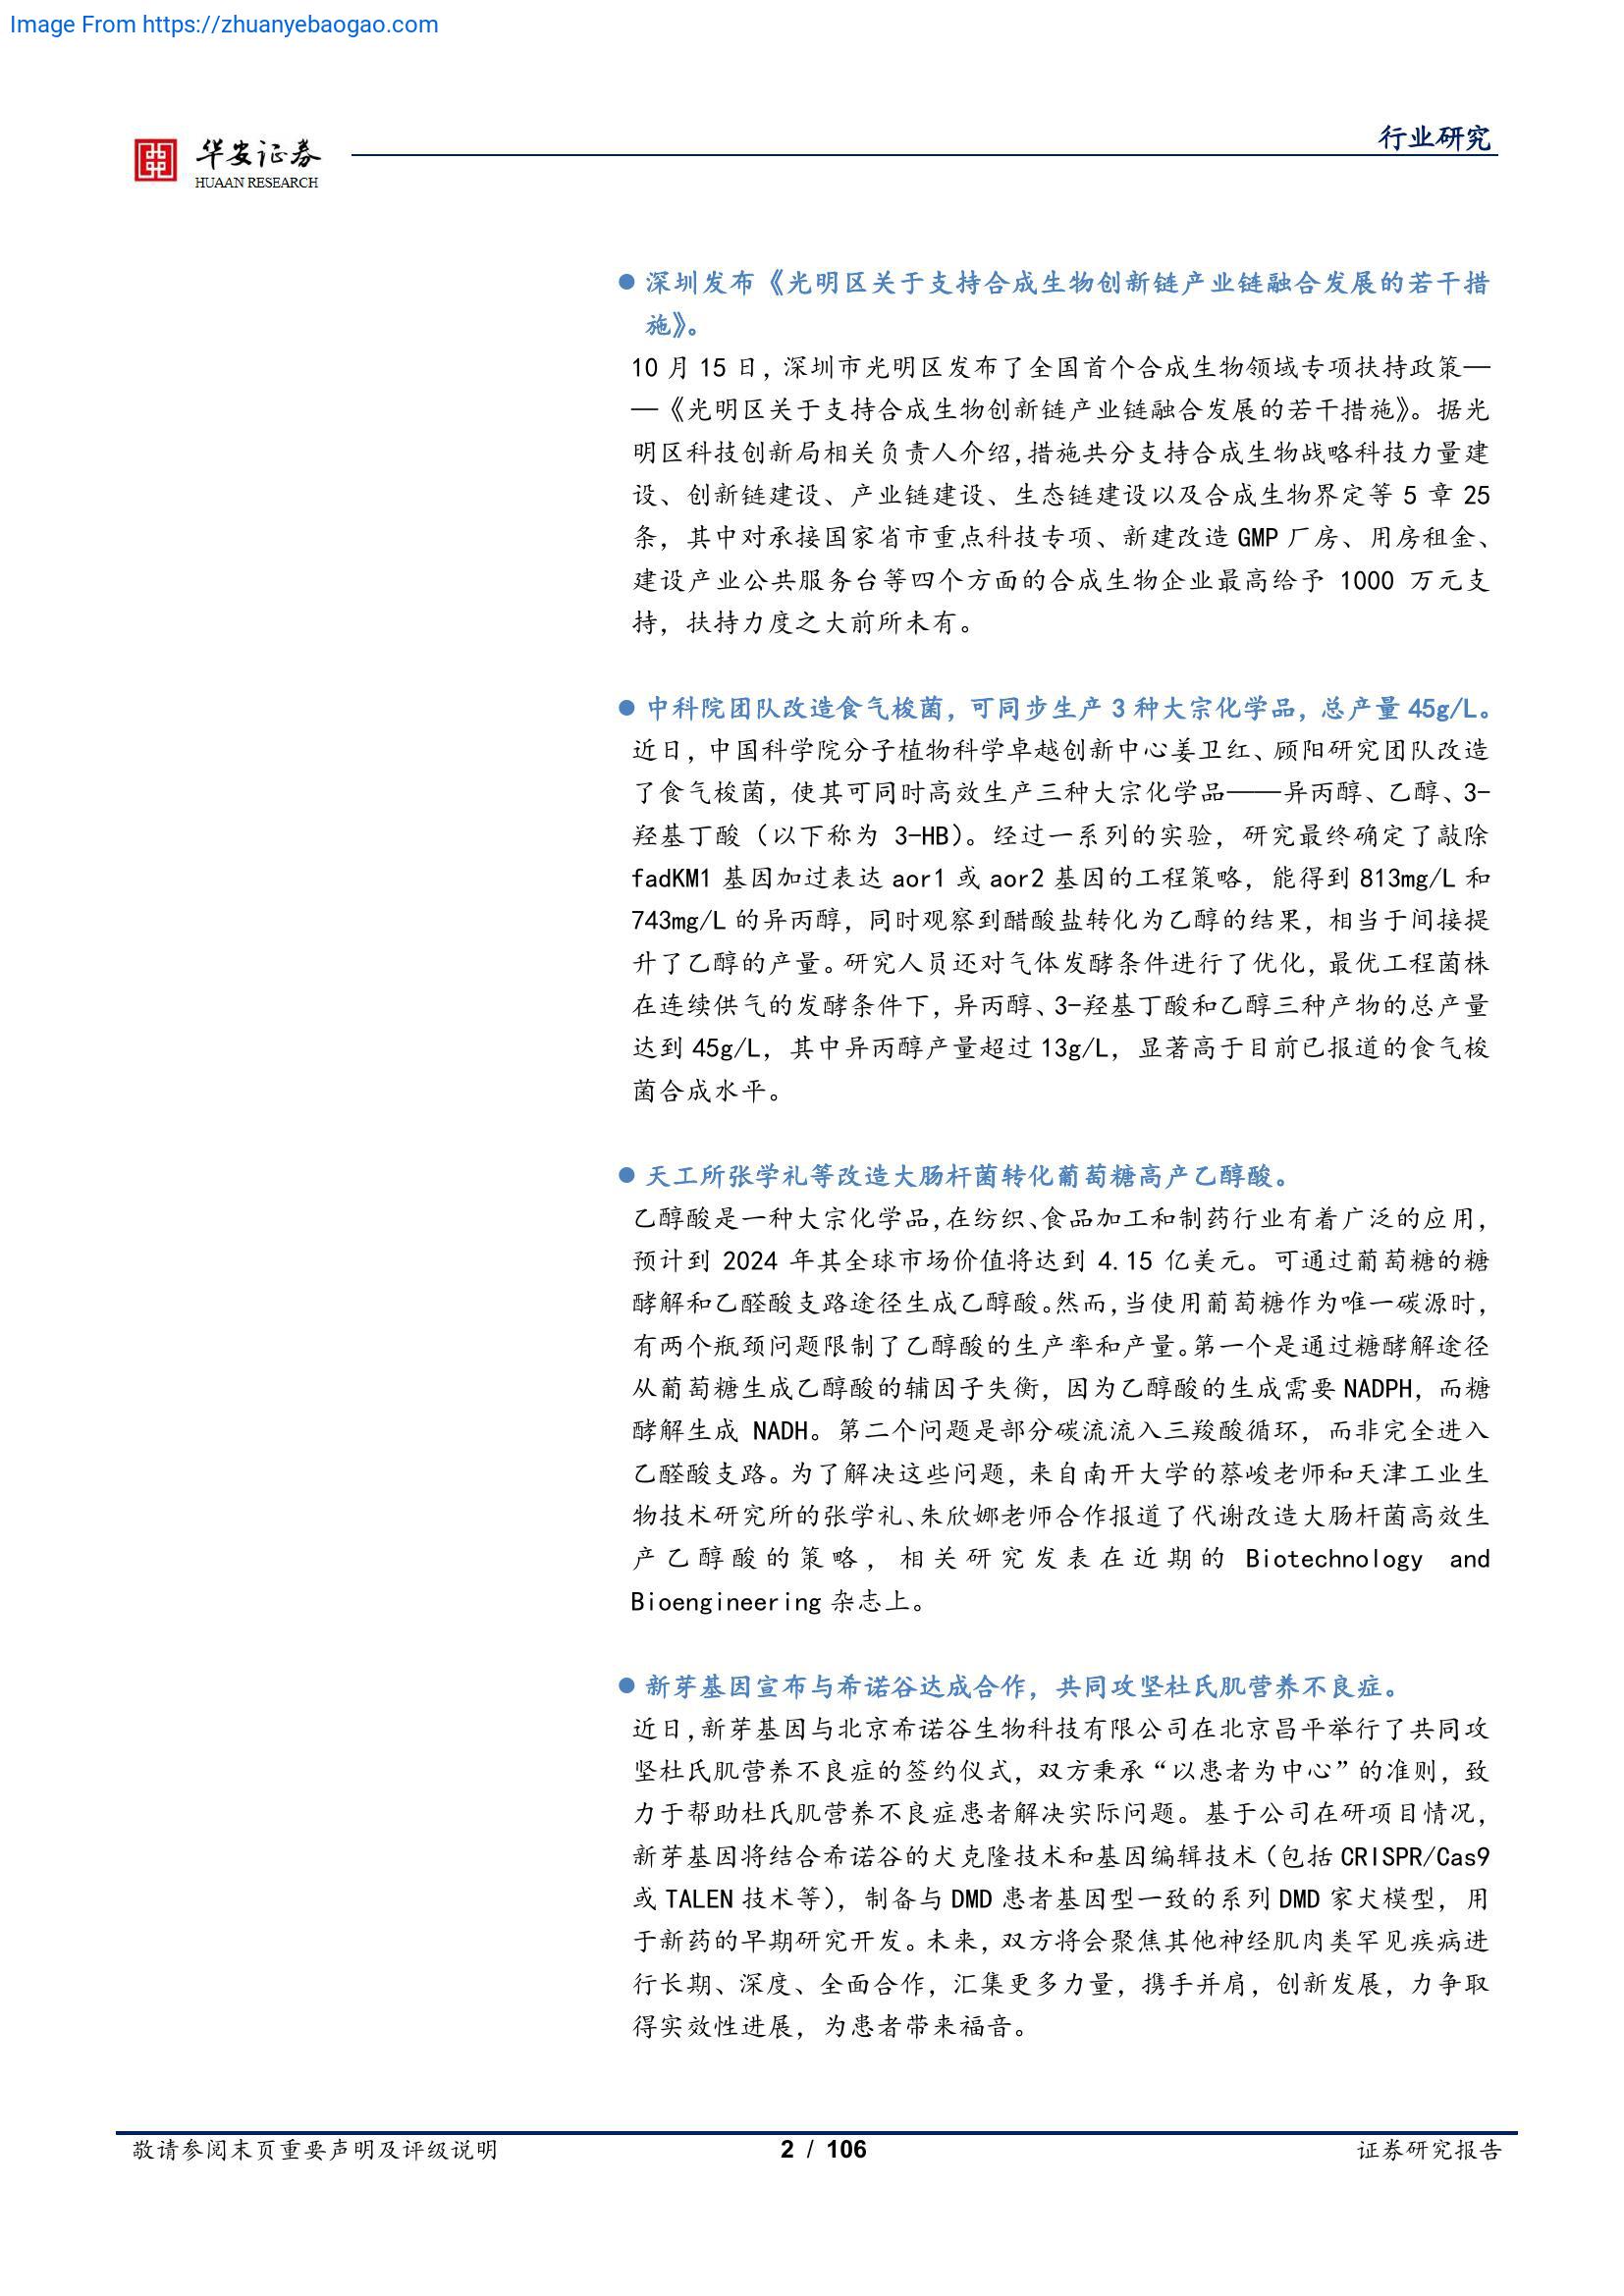 Image From https://zhuanyebaogao.com
华安证券
HUAAN RESEARCH
行业研究
深圳发布《光明区关于支持合成生物创新链产业链融合发展的若干措
施》。
10 月 15 日，深圳市光明区发布了全国首个合成生物领域专项扶持政策—
—《光明区关于支持合成生物创新链产业链融合发展的若干措施》。据光
明区科技创新局相关负责人介绍，措施共分支持合成生物战略科技力量建
设、创新链建设、产业链建设、生态链建设以及合成生物界定等 5 章 25
条，其中对承接国家省市重点科技专项、新建改造 GMP 厂房、用房租金、
建设产业公共服务台等四个方面的合成生物企业最高给予 1000 万元支
持，扶持力度之大前所未有。
中科院团队改造食气梭菌，可同步生产 3 种大宗化学品，总产量 45g/L。
近日，中国科学院分子植物科学卓越创新中心姜卫红、顾阳研究团队改造
了食气梭菌，使其可同时高效生产三种大宗化学品——异丙醇、乙醇、3-
羟基丁酸（以下称为 3-HB）。经过一系列的实验，研究最终确定了敲除
fadKM1 基因加过表达 aor1 或 aor2 基因的工程策略，能得到 813mg/L 和
743mg/L 的异丙醇，同时观察到醋酸盐转化为乙醇的结果，相当于间接提
升了乙醇的产量。研究人员还对气体发酵条件进行了优化，最优工程菌株
在连续供气的发酵条件下，异丙醇、3-羟基丁酸和乙醇三种产物的总产量
达到 45g/L，其中异丙醇产量超过 13g/L，显著高于目前已报道的食气梭
菌合成水平。
天工所张学礼等改造大肠杆菌转化葡萄糖高产乙醇酸。
乙醇酸是一种大宗化学品，在纺织、食品加工和制药行业有着广泛的应用，
预计到 2024 年其全球市场价值将达到 4.15 亿美元。可通过葡萄糖的糖
酵解和乙醛酸支路途径生成乙醇酸。然而，当使用葡萄糖作为唯一碳源时，
有两个瓶颈问题限制了乙醇酸的生产率和产量。第一个是通过糖酵解途径
从葡萄糖生成乙醇酸的辅因子失衡，因为乙醇酸的生成需要 NADPH，而糖
酵解生成 NADH。第二个问题是部分碳流流入三羧酸循环，而非完全进入
乙醛酸支路。为了解决这些问题，来自南开大学的蔡峻老师和天津工业生
物技术研究所的张学礼、朱欣娜老师合作报道了代谢改造大肠杆菌高效生
产乙醇酸的策略，相关研究发表在近期的 Biotechnology and
Bioengineering 杂志上。
新芽基因宣布与希诺谷达成合作，共同攻坚杜氏肌营养不良症。
近日，新芽基因与北京希诺谷生物科技有限公司在北京昌平举行了共同攻
坚杜氏肌营养不良症的签约仪式，双方秉承“以患者为中心”的准则，致
力于帮助杜氏肌营养不良症患者解决实际问题。基于公司在研项目情况，
新芽基因将结合希诺谷的犬克隆技术和基因编辑技术（包括 CRISPR/Cas9
或 TALEN 技术等），制备与 DMD 患者基因型一致的系列 DMD 家犬模型，用
于新药的早期研究开发。未来，双方将会聚焦其他神经肌肉类罕见疾病进
行长期、深度、全面合作，汇集更多力量，携手并肩，创新发展，力争取
得实效性进展，为患者带来福音。
敬请参阅末页重要声明及评级说明
2 / 106
证券研究报告